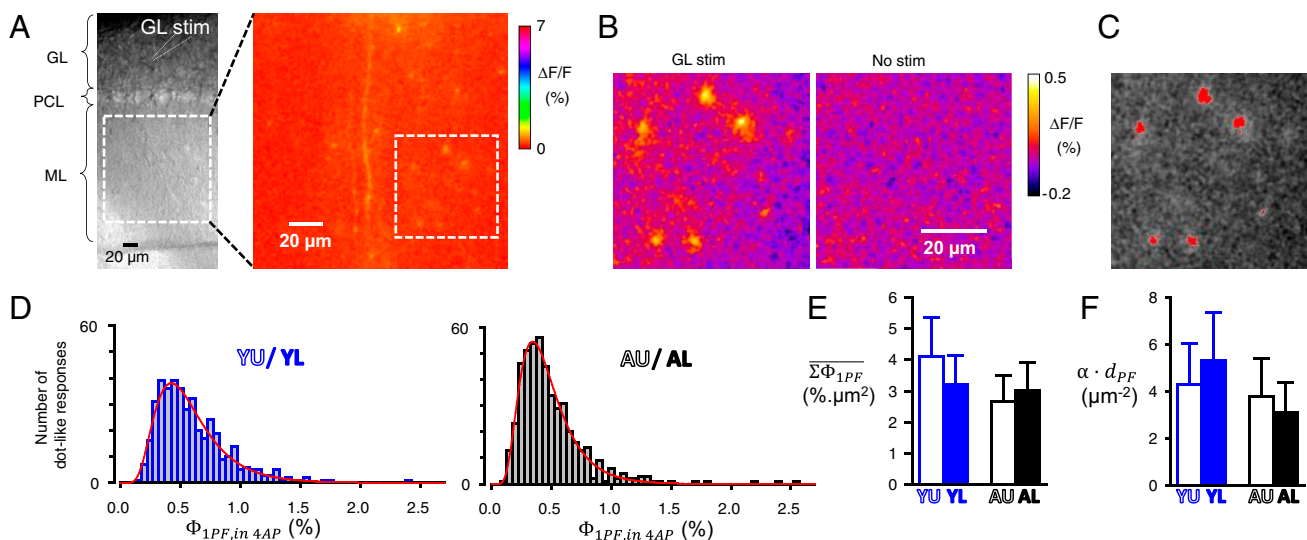 A
GL stim
GL
PCL
ML
20 µm
20 µm
7
ΔF/F
(%)
0
B
GL stim
No stim
20 µm
0.5
ΔF/F
(%)
-0.2
C
D
Number of
dot-like responses
60
0
YU/YL
0.0 0.5 1.0 1.5 2.0 2.5
Φ1PF,in 4AP (%)
60
0
AU/AL
0.0 0.5 1.0 1.5 2.0 2.5
Φ1PF,in 4AP (%)
E
ΣΦ1PF
(%.µm²)
6
5
4
3
2
1
0
YU YL AU AL
F
α · dPF
(µm-2)
8
6
4
2
0
YU YL AU AL